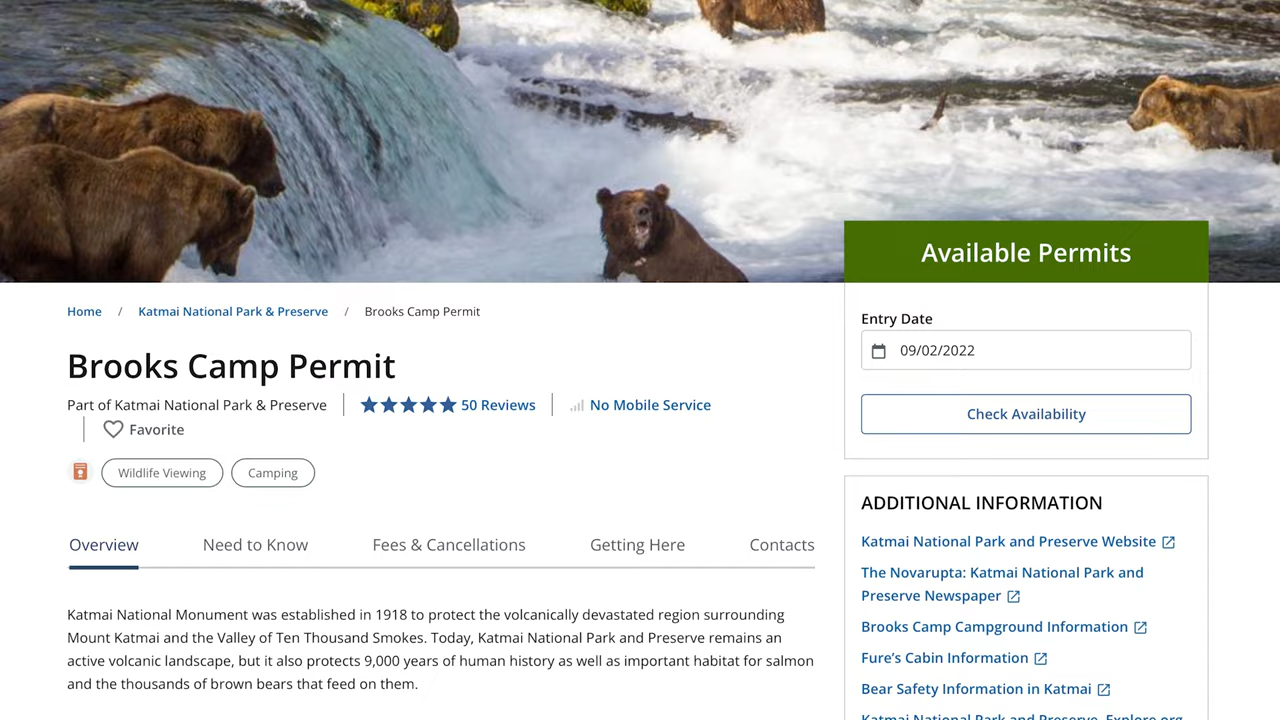 Available Permits
Home / Katmai National Park & Preserve / Brooks Camp Permit
Brooks Camp Permit
Part of Katmai National Park & Preserve
50 Reviews
No Mobile Service
Favorite
Wildlife Viewing
Camping
Entry Date
09/02/2022
Check Availability
Overview
Need to Know
Fees & Cancellations
Getting Here
Contacts
Katmai National Monument was established in 1918 to protect the volcanically devastated region surrounding
Mount Katmai and the Valley of Ten Thousand Smokes. Today, Katmai National Park and Preserve remains an
active volcanic landscape, but it also protects 9,000 years of human history as well as important habitat for salmon
and the thousands of brown bears that feed on them.
ADDITIONAL INFORMATION
Katmai National Park and Preserve Website
The Novarupta: Katmai National Park and
Preserve Newspaper
Brooks Camp Campground Information
Fure’s Cabin Information
Bear Safety Information in Katmai
Katmai National Park and Preserve, Explore.org